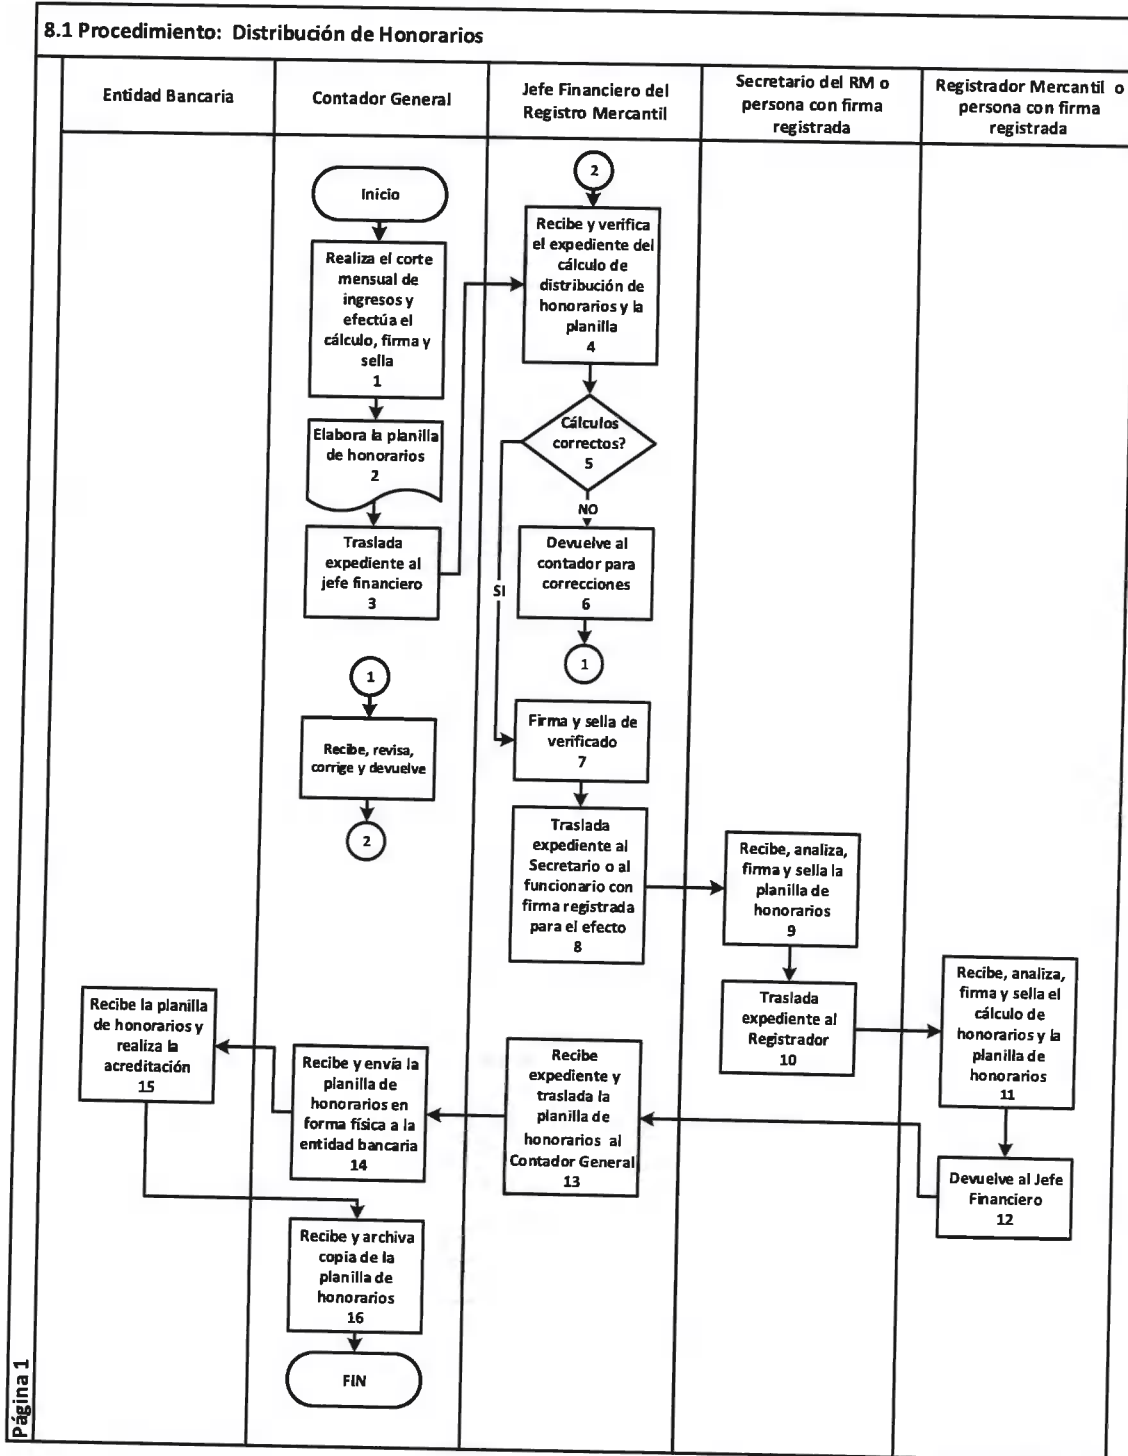 8.1 Procedimiento: Distribución de Honorarios
Entidad Bancaria
Contador General
Jefe Financiero del
Registro Mercantil
Secretario del RM o
persona con firma
registrada
Registrador Mercantil o
persona con firma
registrada
Inicio
Realiza el corte
mensual de
ingresos y
efectúa el
cálculo, firma y
sella
1
Elabora la planilla
de honorarios
2
Traslada
expediente al
jefe financiero
3
2
Recibe y verifica
el expediente del
cálculo de
distribución de
honorarios y la
planilla
4
Cálculos
correctos?
5
NO
SI
Devuelve al
contador para
correcciones
6
1
1
Recibe, revisa,
corrige y devuelve
2
Firma y sella de
verificado
7
Traslada
expediente al
Secretario o al
funcionario con
firma registrada
para el efecto
8
Recibe, analiza,
firma y sella la
planilla de
honorarios
9
Traslada
expediente al
Registrador
10
Recibe, analiza,
firma y sella el
cálculo de
honorarios y la
planilla de
honorarios
11
Devuelve al Jefe
Financiero
12
Recibe
expediente y
traslada la
planilla de
honorarios al
Contador General
13
Recibe y envía la
planilla de
honorarios en
forma física a la
entidad bancaria
14
Recibe la planilla
de honorarios y
realiza la
acreditación
15
Recibe y archiva
copia de la
planilla de
honorarios
16
FIN
Página 1